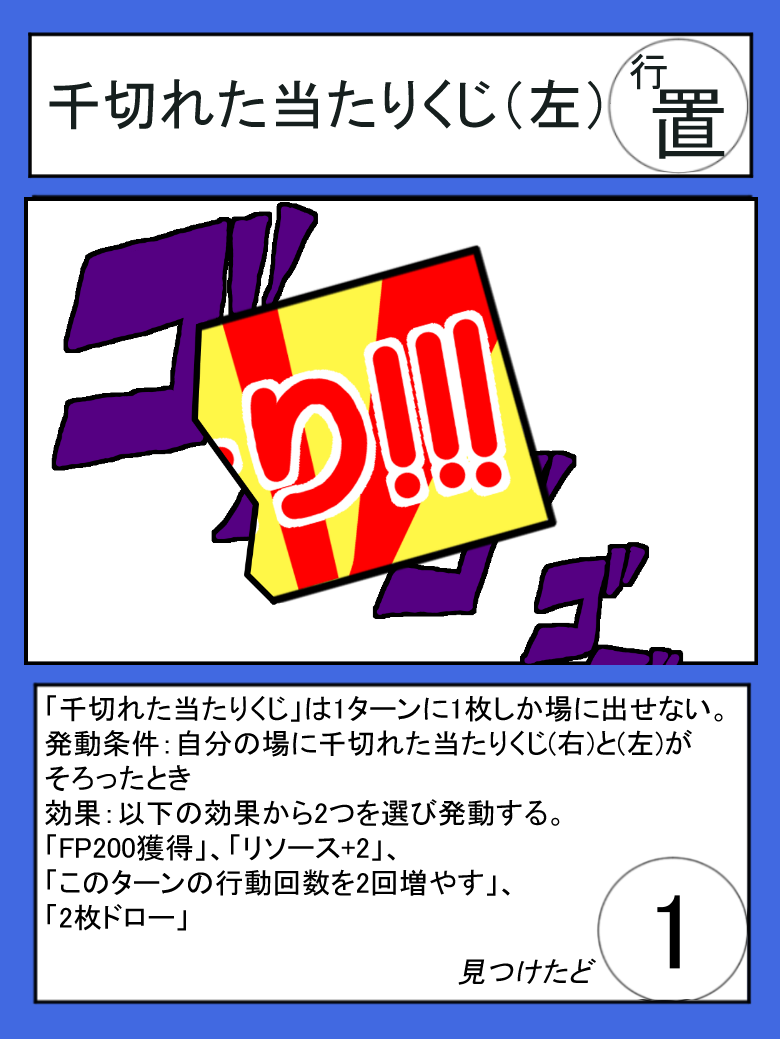 千切れた当たりくじ(左)
行
置
ゴゴゴゴ
り!!!
「千切れた当たりくじ」は1ターンに1枚しか場に出せない。
発動条件:自分の場に千切れた当たりくじ(右)と(左)が
そろったとき
効果:以下の効果から2つを選び発動する。
「FP200獲得」、「リソース+2」、
「このターンの行動回数を2回増やす」、
「2枚ドロー」
見つけたど
1